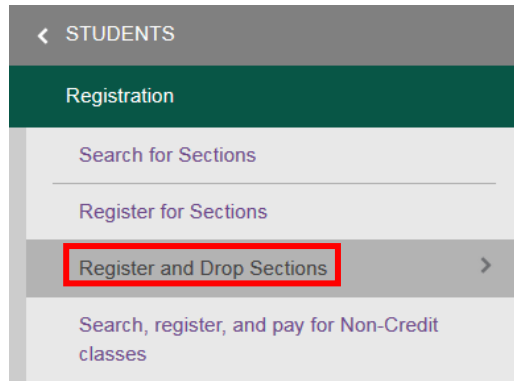 STUDENTS
Registration
Search for Sections
Register for Sections
Register and Drop Sections
Search, register, and pay for Non-Credit
classes